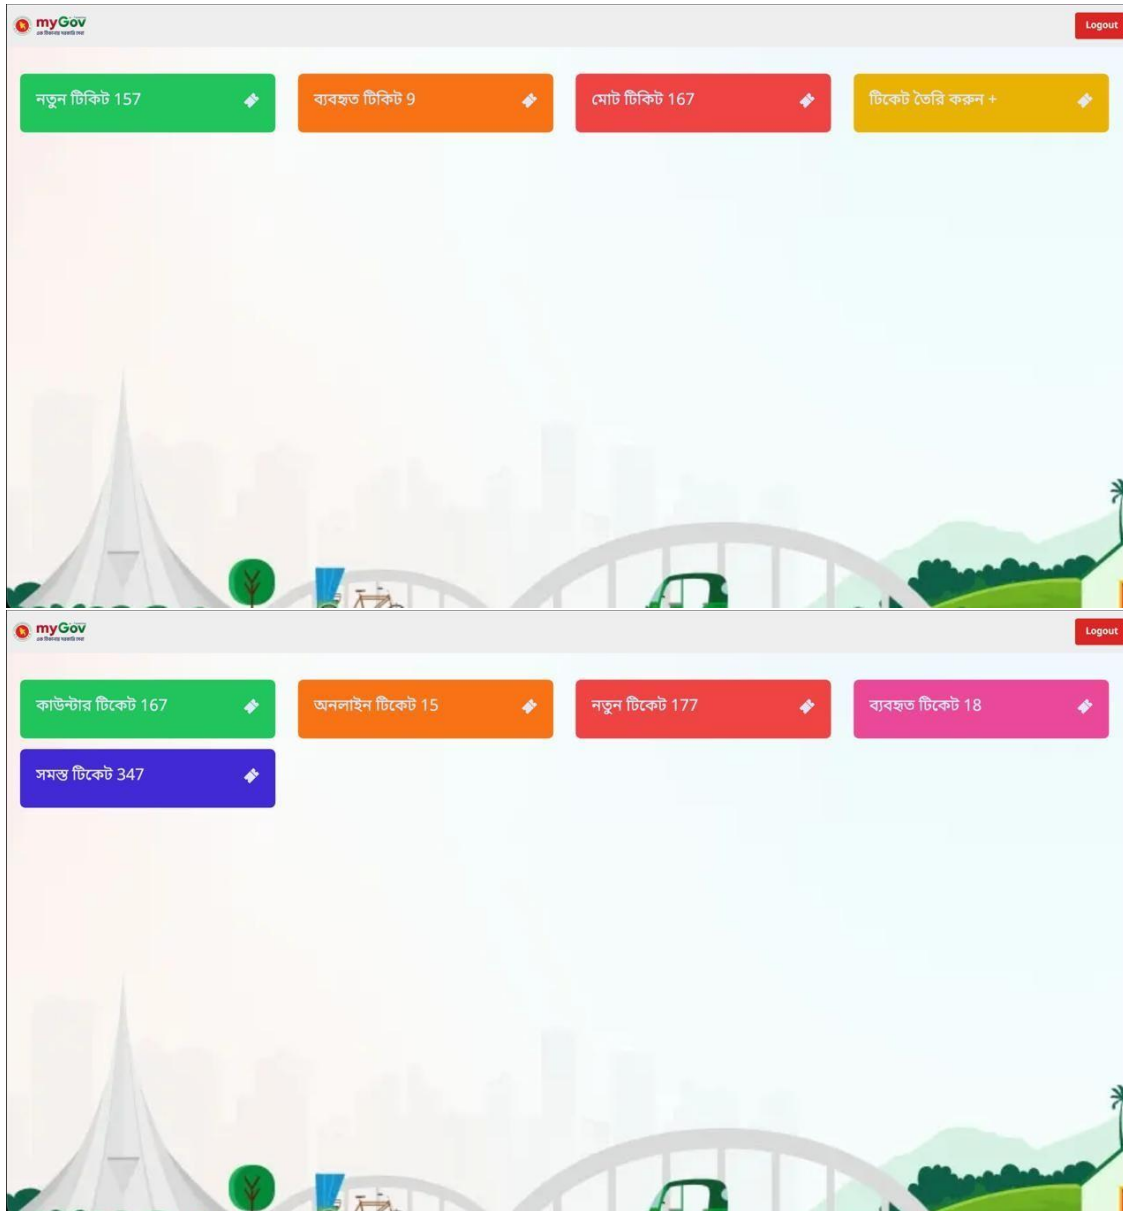 myGov
Logout
নতুন টিকিট 157
ব্যবহৃত টিকিট 9
মোট টিকিট 167
টিকেট তৈরি করুন +
myGov
Logout
কাউন্টার টিকেট 167
অনলাইন টিকেট 15
নতুন টিকেট 177
ব্যবহৃত টিকেট 18
সমস্ত টিকেট 347